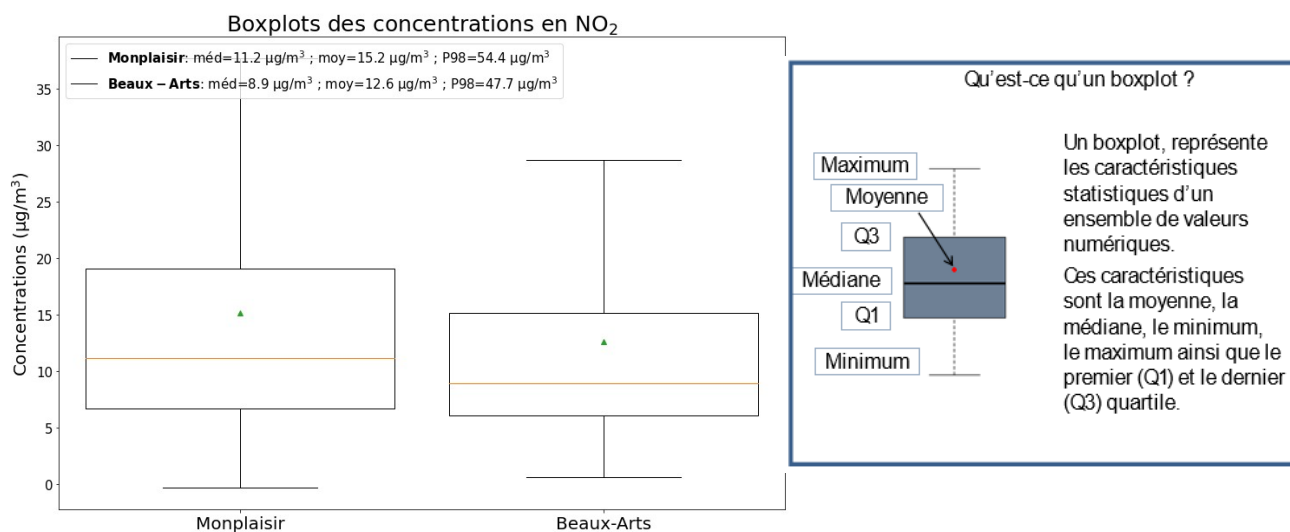 Boxplots des concentrations en NO₂
Monplaisir: méd=11.2 µg/m³ ; moy=15.2 µg/m³ ; P98=54.4 µg/m³
Beaux – Arts: méd=8.9 µg/m³ ; moy=12.6 µg/m³ ; P98=47.7 µg/m³
Concentrations (µg/m³)
35
30
25
20
15
10
5
0
Monplaisir
Beaux-Arts
Qu'est-ce qu'un boxplot ?
Maximum
Moyenne
Q3
Médiane
Q1
Minimum
Un boxplot, représente
les caractéristiques
statistiques d'un
ensemble de valeurs
numériques.
Ces caractéristiques
sont la moyenne, la
médiane, le minimum,
le maximum ainsi que le
premier (Q1) et le dernier
(Q3) quartile.